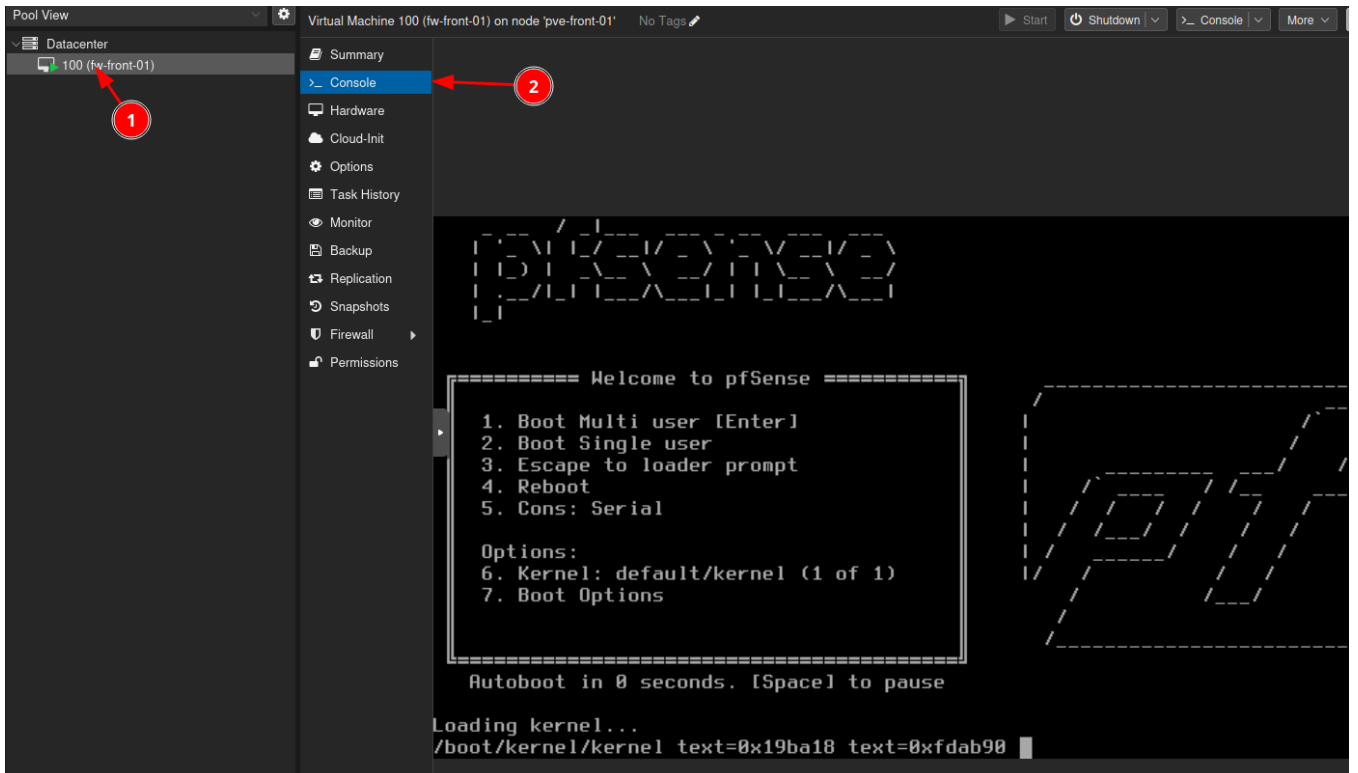 Pool View
Virtual Machine 100 (fw-front-01) on node 'pve-front-01' No Tags
Start Shutdown Console More
Datacenter
100 (fw-front-01)
1
Summary
Console
2
Hardware
Cloud-Init
Options
Task History
Monitor
Backup
Replication
Snapshots
Firewall
Permissions
pfSense
Welcome to pfSense
1. Boot Multi user [Enter]
2. Boot Single user
3. Escape to loader prompt
4. Reboot
5. Cons: Serial
Options:
6. Kernel: default/kernel (1 of 1)
7. Boot Options
Autoboot in 0 seconds. [Space] to pause
Loading kernel...
/boot/kernel/kernel text=0x19ba18 text=0xfdab90
pf